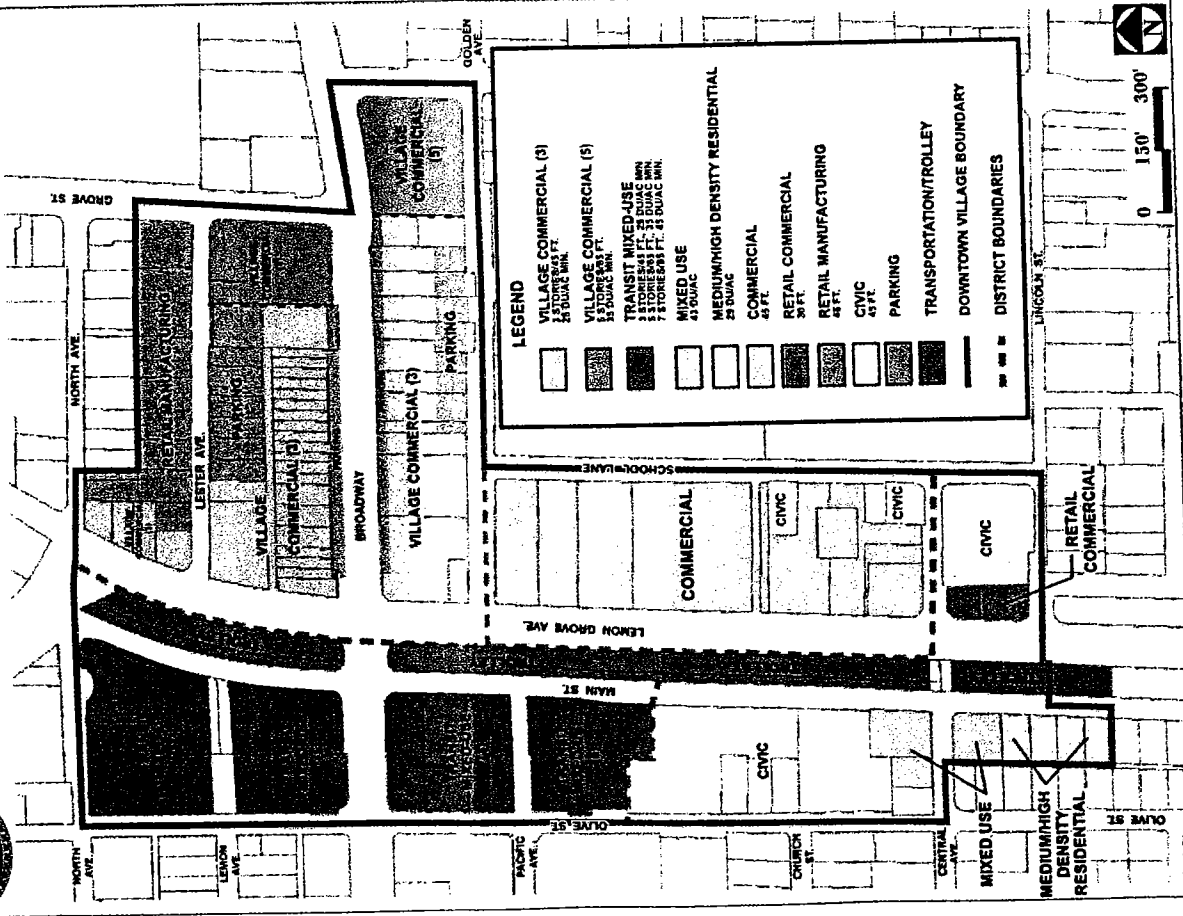 GROVE ST.
GOLDEN
AVE.
NORTH AVE.
RETAIL MANUFACTURING
LESTER AVE.
PARKING
VILLAGE
COMMERCIAL (3)
BROADWAY
VILLAGE COMMERCIAL (3)
PARKING
VILLAGE
COMMERCIAL
(5)
SCHOOL LANE
COMMERCIAL
CIVIC
CIVIC
CIVIC
RETAIL
COMMERCIAL
LEMON GROVE AVE.
MAIN ST.
CIVIC
OLIVE ST.
NORTH
AVE.
LEMON
AVE.
PACIFIC
AVE.
CHURCH
ST.
CENTRAL
AVE.
MIXED USE
MEDIUM/HIGH
DENSITY
RESIDENTIAL
OLIVE ST.
LINCOLN ST.
LEGEND
VILLAGE COMMERCIAL (3)
3 STORIES/45 FT.
25 DU/AC MIN.
VILLAGE COMMERCIAL (5)
5 STORIES/65 FT.
35 DU/AC MIN.
TRANSIT MIXED-USE
3 STORIES/45 FT. 25 DU/AC MIN.
5 STORIES/65 FT. 35 DU/AC MIN.
7 STORIES/85 FT. 45 DU/AC MIN.
MIXED USE
43 DU/AC
MEDIUM/HIGH DENSITY RESIDENTIAL
29 DU/AC
COMMERCIAL
45 FT.
RETAIL COMMERCIAL
30 FT.
RETAIL MANUFACTURING
45 FT.
CIVIC
45 FT.
PARKING
TRANSPORTATION/TROLLEY
DOWNTOWN VILLAGE BOUNDARY
DISTRICT BOUNDARIES
0 150' 300'
N